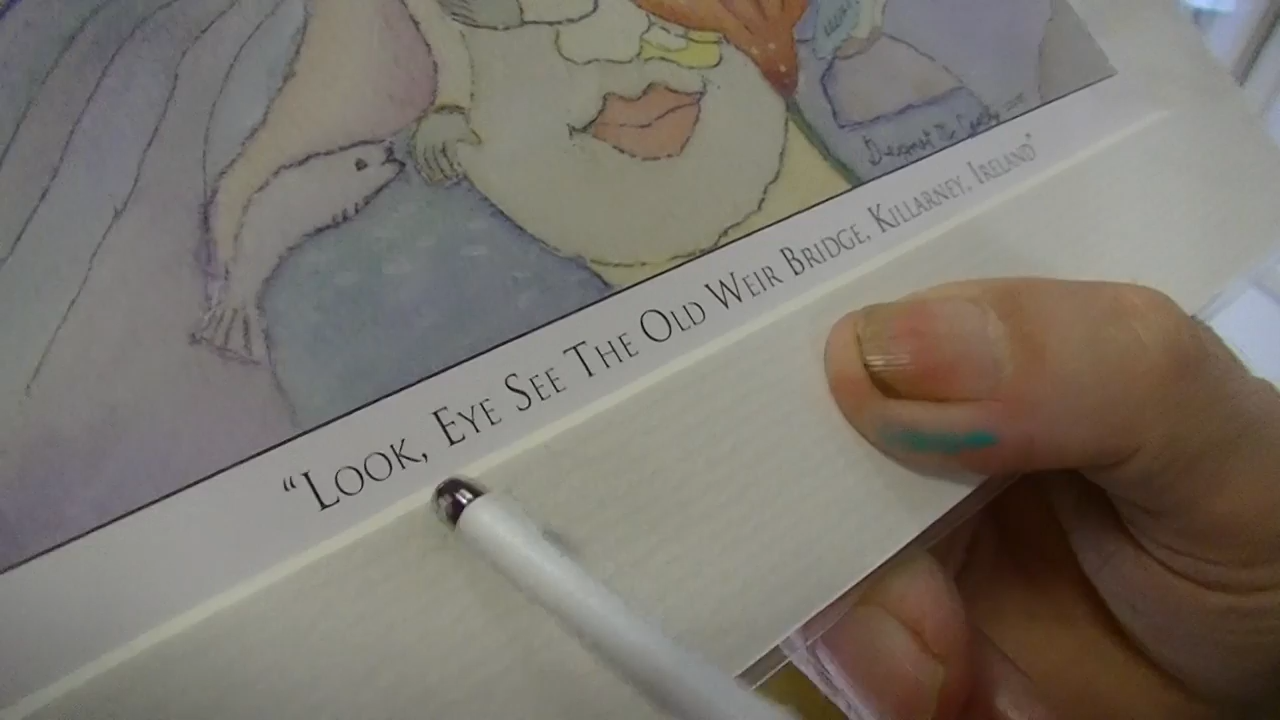 “Look, Eye See The Old Weir Bridge, Killarney, Ireland”